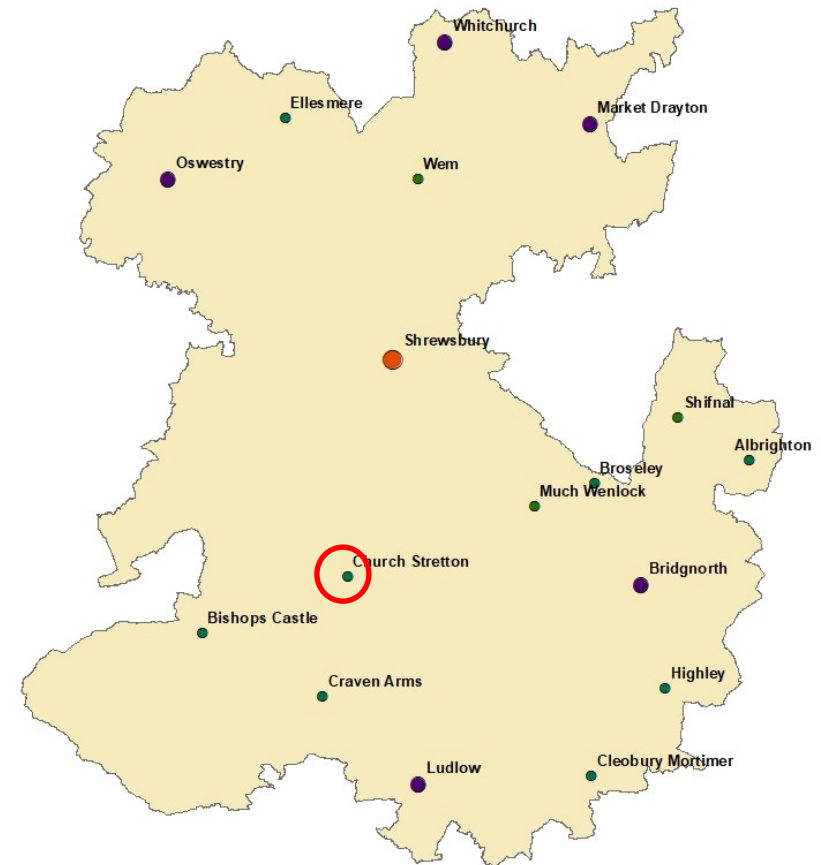 Whitchurch
Ellesmere
Market Drayton
Oswestry
Wem
Shrewsbury
Shifnal
Albrighton
Broseley
Much Wenlock
Church Stretton
Bridgnorth
Bishops Castle
Highley
Craven Arms
Cleobury Mortimer
Ludlow